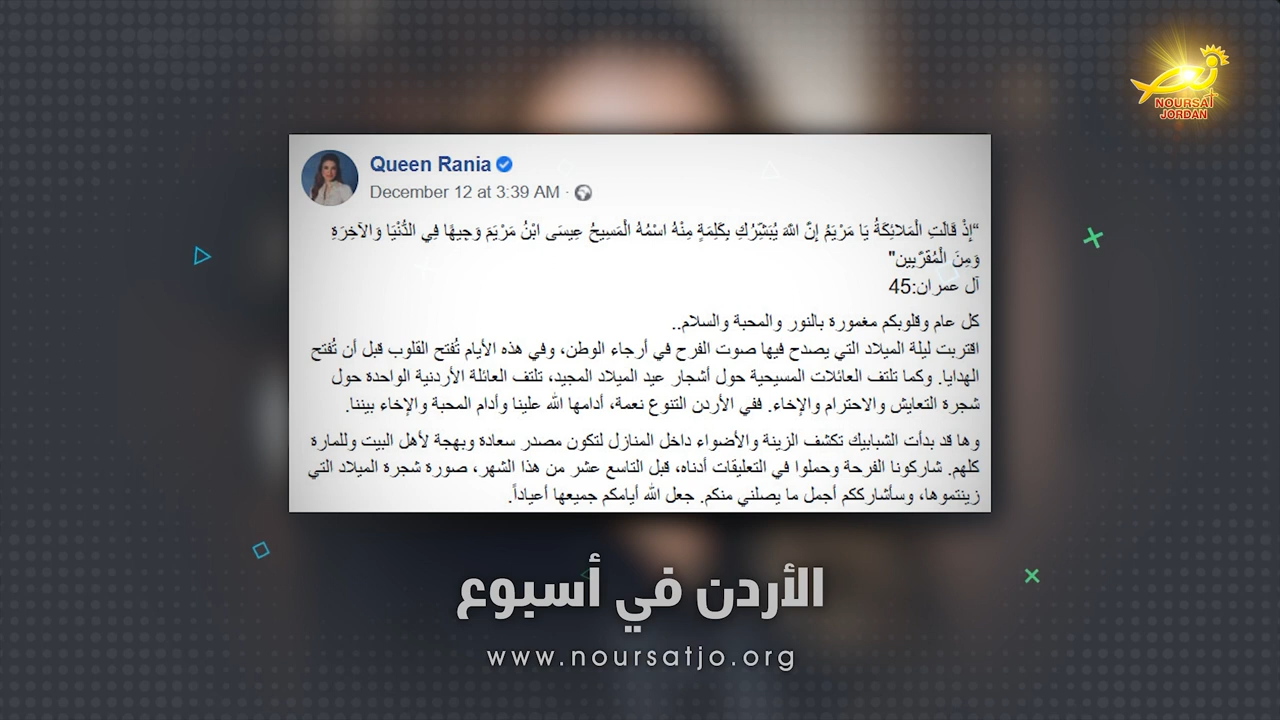 NOURSAT
JORDAN
Queen Rania
December 12 at 3:39 AM ·
“إِذْ قَالَتِ الْمَلَائِكَةُ يَا مَرْيَمُ إِنَّ اللَّهَ يُبَشِّرُكِ بِكَلِمَةٍ مِنْهُ اسْمُهُ الْمَسِيحُ عِيسَى ابْنُ مَرْيَمَ وَجِيهًا فِي الدُّنْيَا وَالْآخِرَةِ
وَمِنَ الْمُقَرَّبِين"
آل عمران:45
كل عام وقلوبكم مغمورة بالنور والمحبة والسلام..
اقتربت ليلة الميلاد التي يصدح فيها صوت الفرح في أرجاء الوطن، وفي هذه الأيام تُفتح القلوب قبل أن تُفتح
الهدايا. وكما تلتف العائلات المسيحية حول أشجار عيد الميلاد المجيد، تلتف العائلة الأردنية الواحدة حول
شجرة التعايش والاحترام والإخاء. ففي الأردن التنوع نعمة، أدامها الله علينا وأدام المحبة والإخاء بيننا.
وها قد بدأت الشبابيك تكشف الزينة والأضواء داخل المنازل لتكون مصدر سعادة وبهجة لأهل البيت وللمارة
كلهم. شاركونا الفرحة وحملوا في التعليقات أدناه، قبل التاسع عشر من هذا الشهر، صورة شجرة الميلاد التي
زينتموها، وسأشارككم أجمل ما يصلني منكم. جعل الله أيامكم جميعها أعياداً.
الأردن في أسبوع
www.noursatjo.org